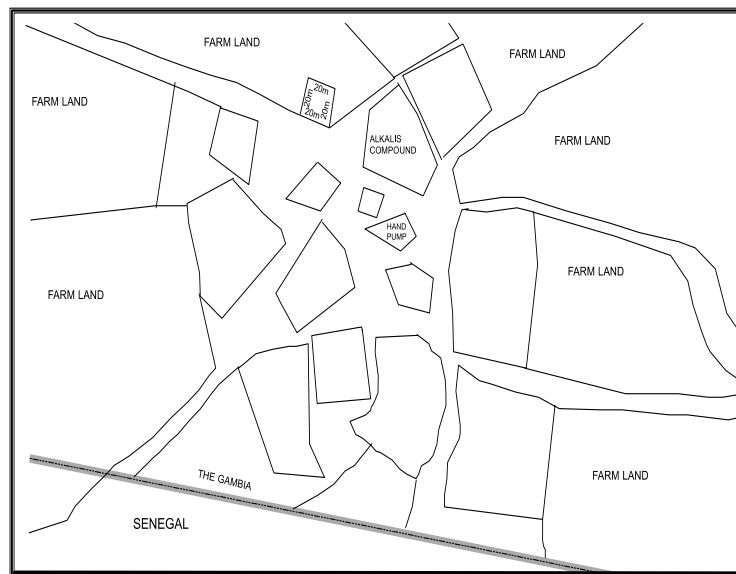 FARM LAND
FARM LAND
FARM LAND
20m
20m
20m
20m
ALKALIS
COMPOUND
FARM LAND
HAND
PUMP
FARM LAND
FARM LAND
THE GAMBIA
FARM LAND
SENEGAL